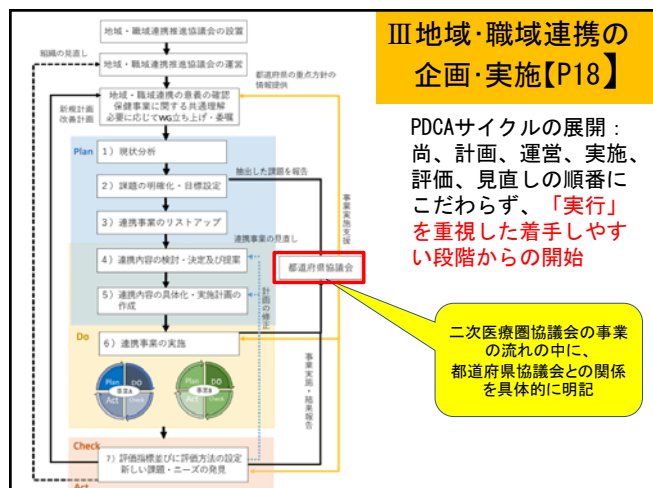 Ⅲ地域･職域連携の
企画･実施【P18】
PDCAサイクルの展開：
尚、計画、運営、実施、
評価、見直しの順番に
こだわらず、「実行」
を重視した着手しやす
い段階からの開始
二次医療圏協議会の事業
の流れの中に、
都道府県協議会との関係
を具体的に明記
地域・職域連携推進協議会の設置
組織の見直し
地域・職域連携推進協議会の運営
都道府県の重点方針の
情報提供
地域・職域連携の意義の確認
保健事業に関する共通理解
必要に応じてWG立ち上げ・委嘱
新規計画
改善計画
Plan
1）現状分析
抽出した課題を報告
2）課題の明確化・目標設定
3）連携事業のリストアップ
事業実施支援
連携事業の見直し
4）連携内容の検討・決定及び提案
都道府県協議会
5）連携内容の具体化・実施計画の
作成
計画の修正
Do
6）連携事業の実施
事業実施・結果報告
Plan
DO
事業A
Act
Check
Plan
DO
事業B
Act
Check
Check
7）評価指標並びに評価方法の設定
新しい課題・ニーズの発見
Act